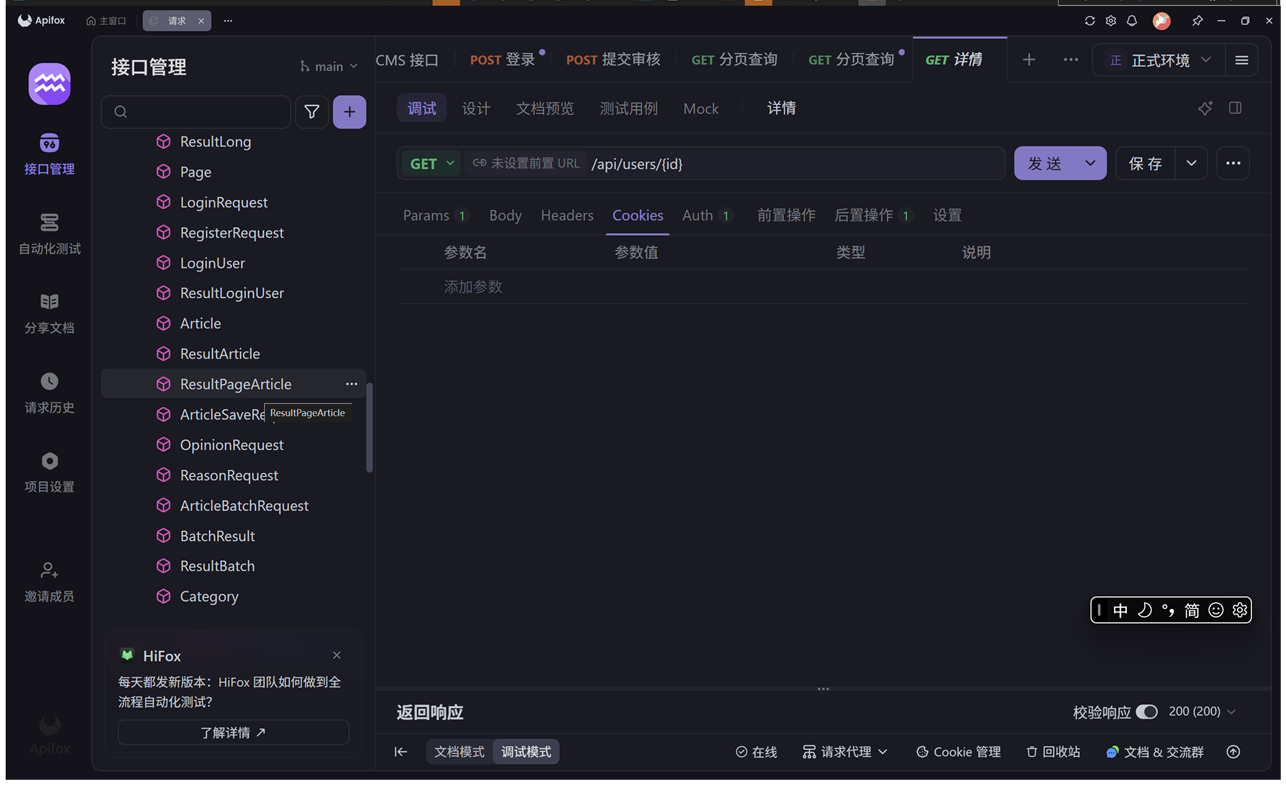 Apifox
主窗口
请求
接口管理
main
CMS 接口
POST 登录
POST 提交审核
GET 分页查询
GET 分页查询
GET 详情
正 正式环境
调试
设计
文档预览
测试用例
Mock
详情
GET
未设置前置 URL
/api/users/{id}
发 送
保 存
Params 1
Body
Headers
Cookies
Auth 1
前置操作
后置操作 1
设置
参数名
参数值
类型
说明
添加参数
接口管理
自动化测试
分享文档
请求历史
项目设置
邀请成员
Apifox
ResultLong
Page
LoginRequest
RegisterRequest
LoginUser
ResultLoginUser
Article
ResultArticle
ResultPageArticle
ArticleSaveRe
ResultPageArticle
OpinionRequest
ReasonRequest
ArticleBatchRequest
BatchResult
ResultBatch
Category
HiFox
每天都发新版本：HiFox 团队如何做到全
流程自动化测试？
了解详情
中
简
返回响应
校验响应
200 (200)
文档模式
调试模式
在线
请求代理
Cookie 管理
回收站
文档 & 交流群